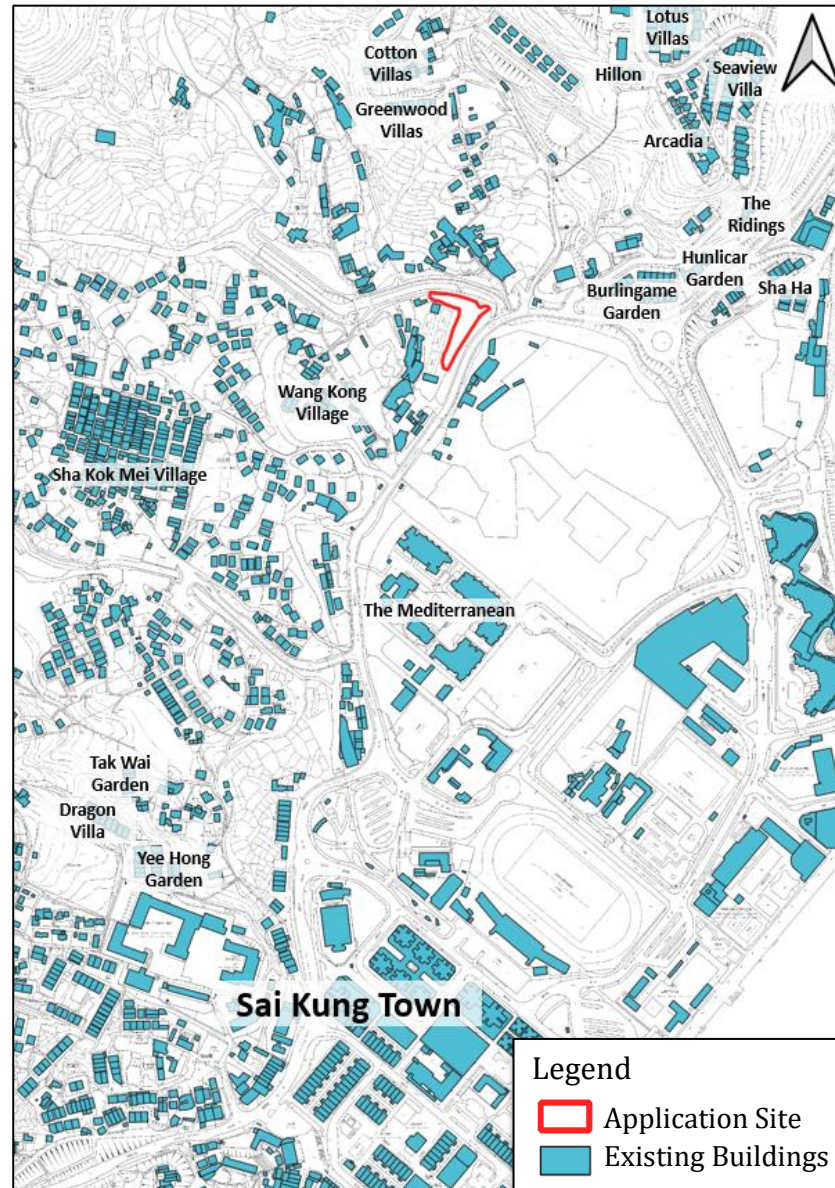 Lotus
Villas
Cotton
Villas
Hillon
Seaview
Villa
Greenwood
Villas
Arcadia
The
Ridings
Hunlicar
Garden
Burlingame
Garden
Sha Ha
Wang Kong
Village
Sha Kok Mei Village
The Mediterranean
Tak Wai
Garden
Dragon
Villa
Yee Hong
Garden
Sai Kung Town
Legend
Application Site
Existing Buildings